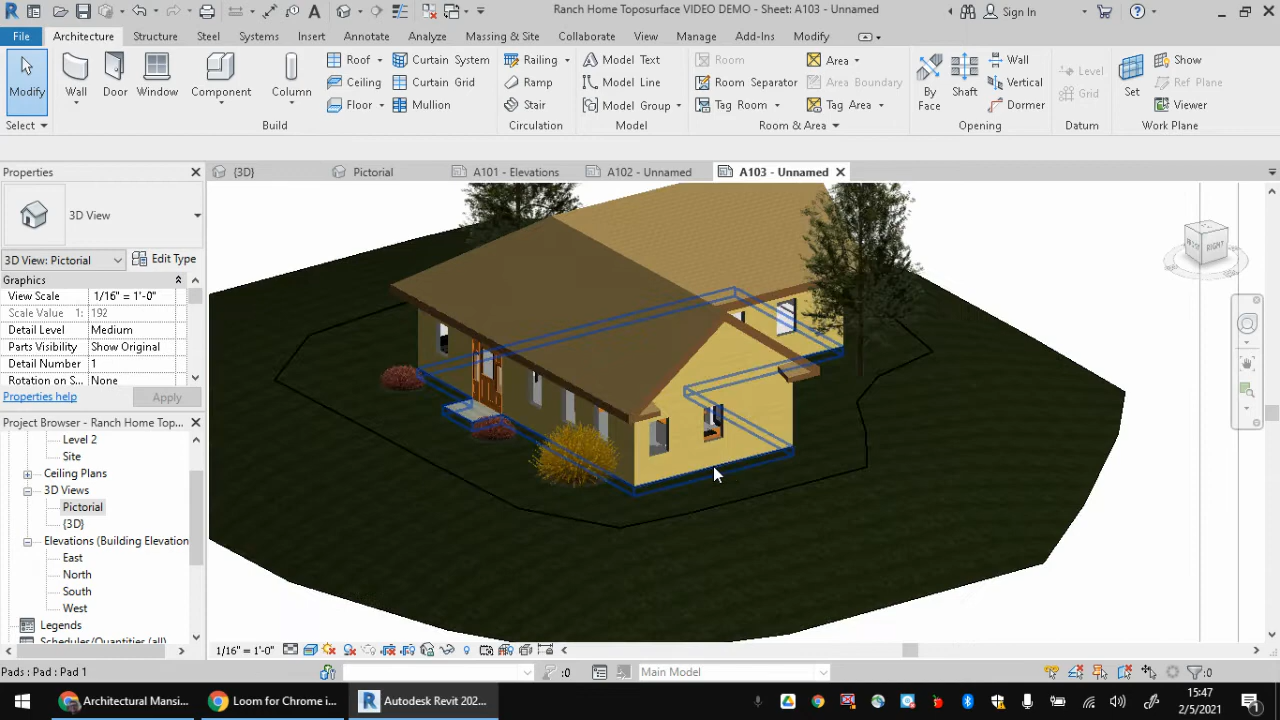 Ranch Home Toposurface VIDEO DEMO - Sheet: A103 - Unnamed
Sign In
File Architecture Structure Steel Systems Insert Annotate Analyze Massing & Site Collaborate View Manage Add-Ins Modify
Modify
Wall
Door
Window
Component
Column
Roof
Ceiling
Floor
Curtain System
Curtain Grid
Mullion
Railing
Ramp
Stair
Model Text
Model Line
Model Group
Room
Room Separator
Tag Room
Area
Area Boundary
Tag Area
By
Face
Shaft
Wall
Vertical
Dormer
Level
Grid
Set
Show
Ref Plane
Viewer
Select Build Circulation Model Room & Area Opening Datum Work Plane
Properties
{3D} Pictorial A101 - Elevations A102 - Unnamed A103 - Unnamed
3D View
3D View: Pictorial Edit Type
Graphics
View Scale 1/16" = 1'-0"
Scale Value 1: 192
Detail Level Medium
Parts Visibility Show Original
Detail Number 1
Rotation on S... None
Properties help Apply
RIGHT
Project Browser - Ranch Home Top...
Level 2
Site
Ceiling Plans
3D Views
Pictorial
{3D}
Elevations (Building Elevation
East
North
South
West
Legends
Schedules/Quantities (all)
1/16" = 1'-0"
Pads : Pad : Pad 1
:0
Main Model
:0
Architectural Mansi...
Loom for Chrome i...
Autodesk Revit 202...
15:47
2/5/2021
1